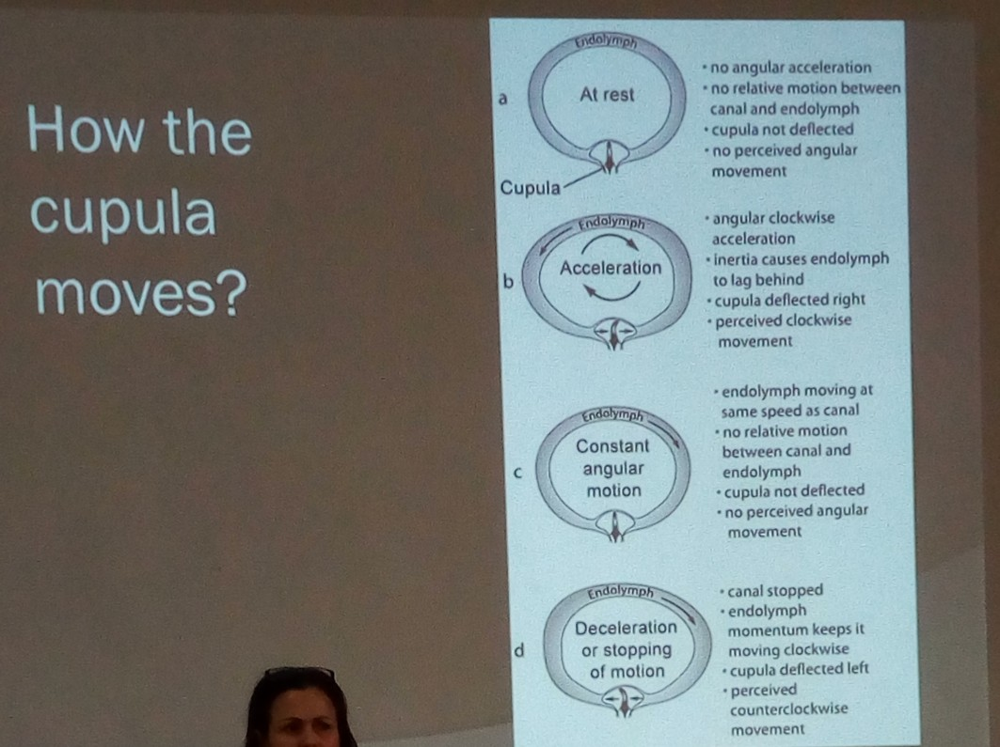 How the
cupula
moves?
a
Endolymph
At rest
Cupula
• no angular acceleration
• no relative motion between
canal and endolymph
• cupula not deflected
• no perceived angular
movement
b
Endolymph
Acceleration
• angular clockwise
acceleration
• inertia causes endolymph
to lag behind
• cupula deflected right
• perceived clockwise
movement
c
Endolymph
Constant
angular
motion
• endolymph moving at
same speed as canal
• no relative motion
between canal and
endolymph
• cupula not deflected
• no perceived angular
movement
d
Endolymph
Deceleration
or stopping
of motion
• canal stopped
• endolymph
momentum keeps it
moving clockwise
• cupula deflected left
• perceived
counterclockwise
movement